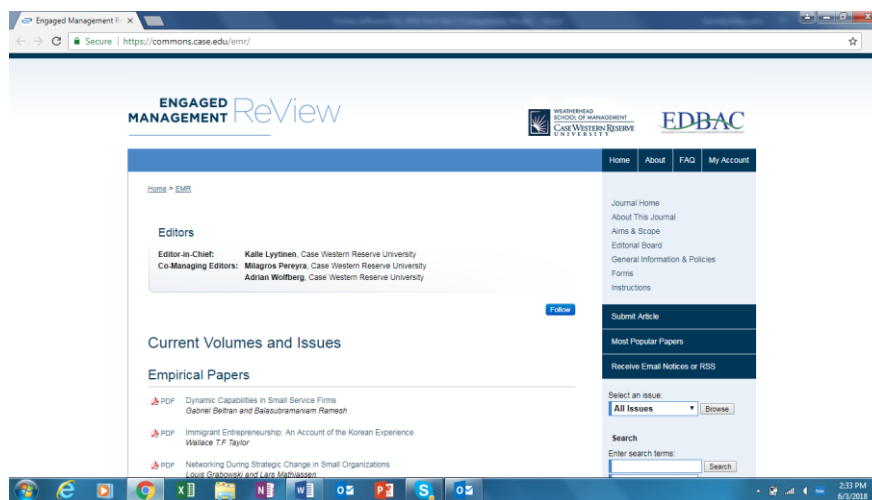 Engaged Management Re
Secure | https://commons.case.edu/emr/
ENGAGED
MANAGEMENT ReView
WEATHERHEAD
SCHOOL OF MANAGEMENT
CASE WESTERN RESERVE
UNIVERSITY
EDBAC
Home About FAQ My Account
Home > EMR
Editors
Editor-in-Chief: Kalle Lyytinen, Case Western Reserve University
Co-Managing Editors: Milagros Pereyra, Case Western Reserve University
Adrian Wolfberg, Case Western Reserve University
Follow
Current Volumes and Issues
Empirical Papers
PDF Dynamic Capabilities in Small Service Firms
Gabriel Beltran and Balasubramaniam Ramesh
PDF Immigrant Entrepreneurship: An Account of the Korean Experience
Wallace T.F Taylor
PDF Networking During Strategic Change in Small Organizations
Louis Grabowski and Lars Mathiassen
Journal Home
About This Journal
Aims & Scope
Editorial Board
General Information & Policies
Forms
Instructions
Submit Article
Most Popular Papers
Receive Email Notices or RSS
Select an issue:
All Issues Browse
Search
Enter search terms:
Search
2:33 PM
6/3/2018